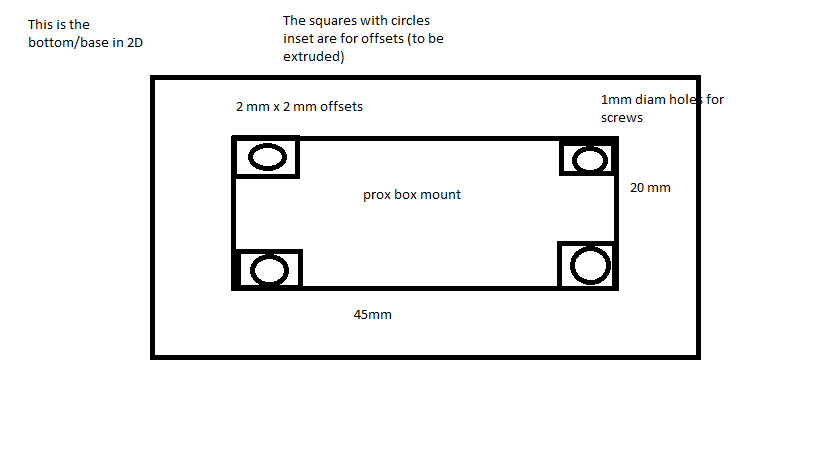 This is the
bottom/base in 2D
The squares with circles
inset are for offsets (to be
extruded)
2 mm x 2 mm offsets
1mm diam holes for
screws
20 mm
prox box mount
45mm